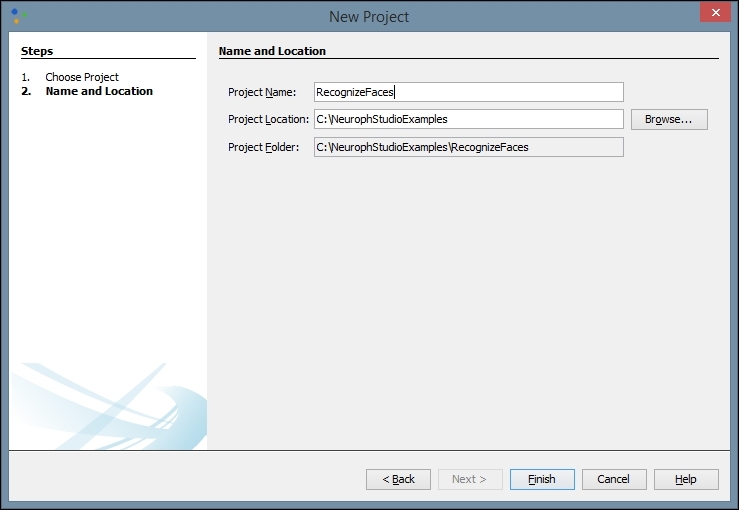 New Project
Steps
1. Choose Project
2. Name and Location
Name and Location
Project Name: RecognizeFaces
Project Location: C:\NeurophStudioExamples Browse...
Project Folder: C:\NeurophStudioExamples\RecognizeFaces
< Back Next > Finish Cancel Help